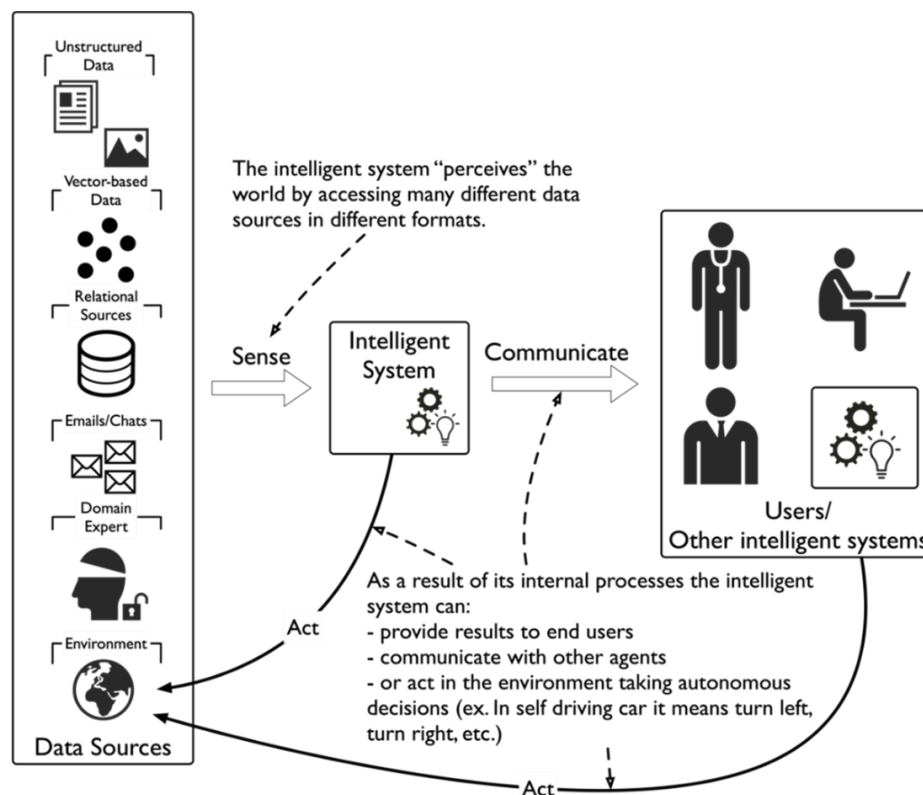 Unstructured
Data
Vector-based
Data
Relational
Sources
Emails/Chats
Domain
Expert
Environment
Data Sources
The intelligent system “perceives” the
world by accessing many different data
sources in different formats.
Sense
Intelligent
System
Communicate
Users/
Other intelligent systems
As a result of its internal processes the intelligent
system can:
- provide results to end users
- communicate with other agents
- or act in the environment taking autonomous
decisions (ex. In self driving car it means turn left,
turn right, etc.)
Act
Act